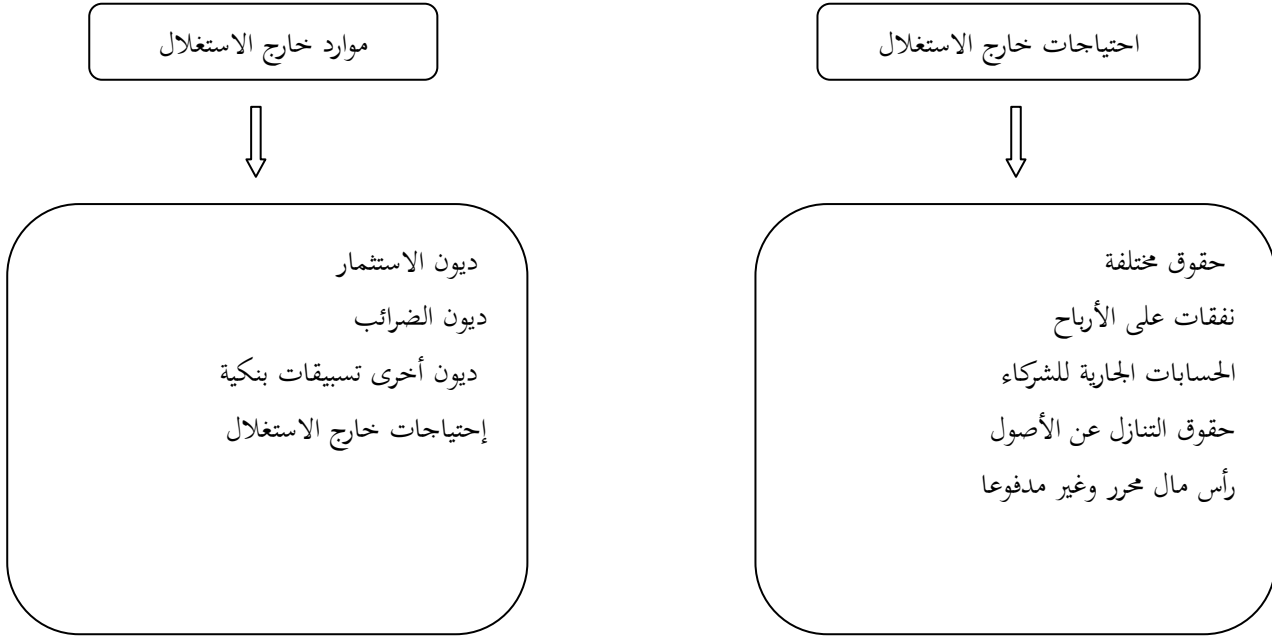 احتياجات خارج الاستغلال
حقوق مختلفة
نفقات على الأرباح
الحسابات الجارية للشركاء
حقوق التنازل عن الأصول
رأس مال محرر وغير مدفوعا
موارد خارج الاستغلال
ديون الاستثمار
ديون الضرائب
ديون أخرى تسبيقات بنكية
إحتياجات خارج الاستغلال